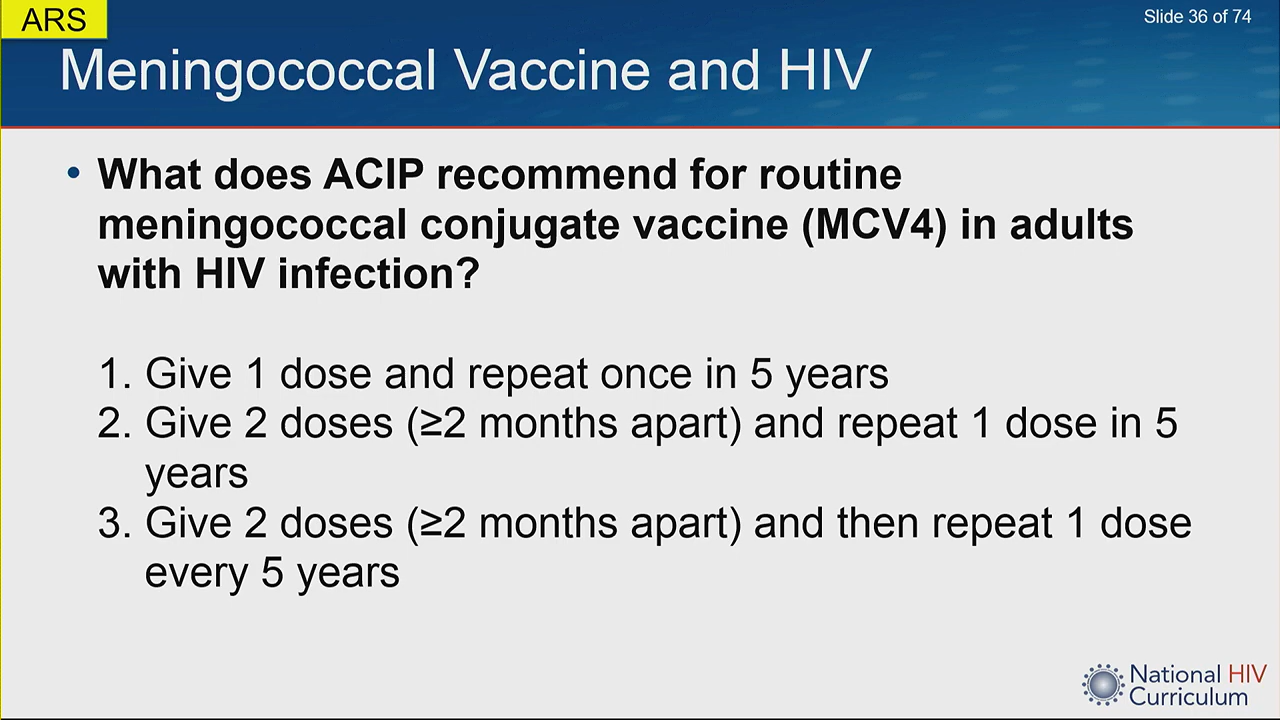 ARS
Slide 36 of 74
Meningococcal Vaccine and HIV
• What does ACIP recommend for routine
meningococcal conjugate vaccine (MCV4) in adults
with HIV infection?
1. Give 1 dose and repeat once in 5 years
2. Give 2 doses (≥2 months apart) and repeat 1 dose in 5
years
3. Give 2 doses (≥2 months apart) and then repeat 1 dose
every 5 years
National HIV
Curriculum